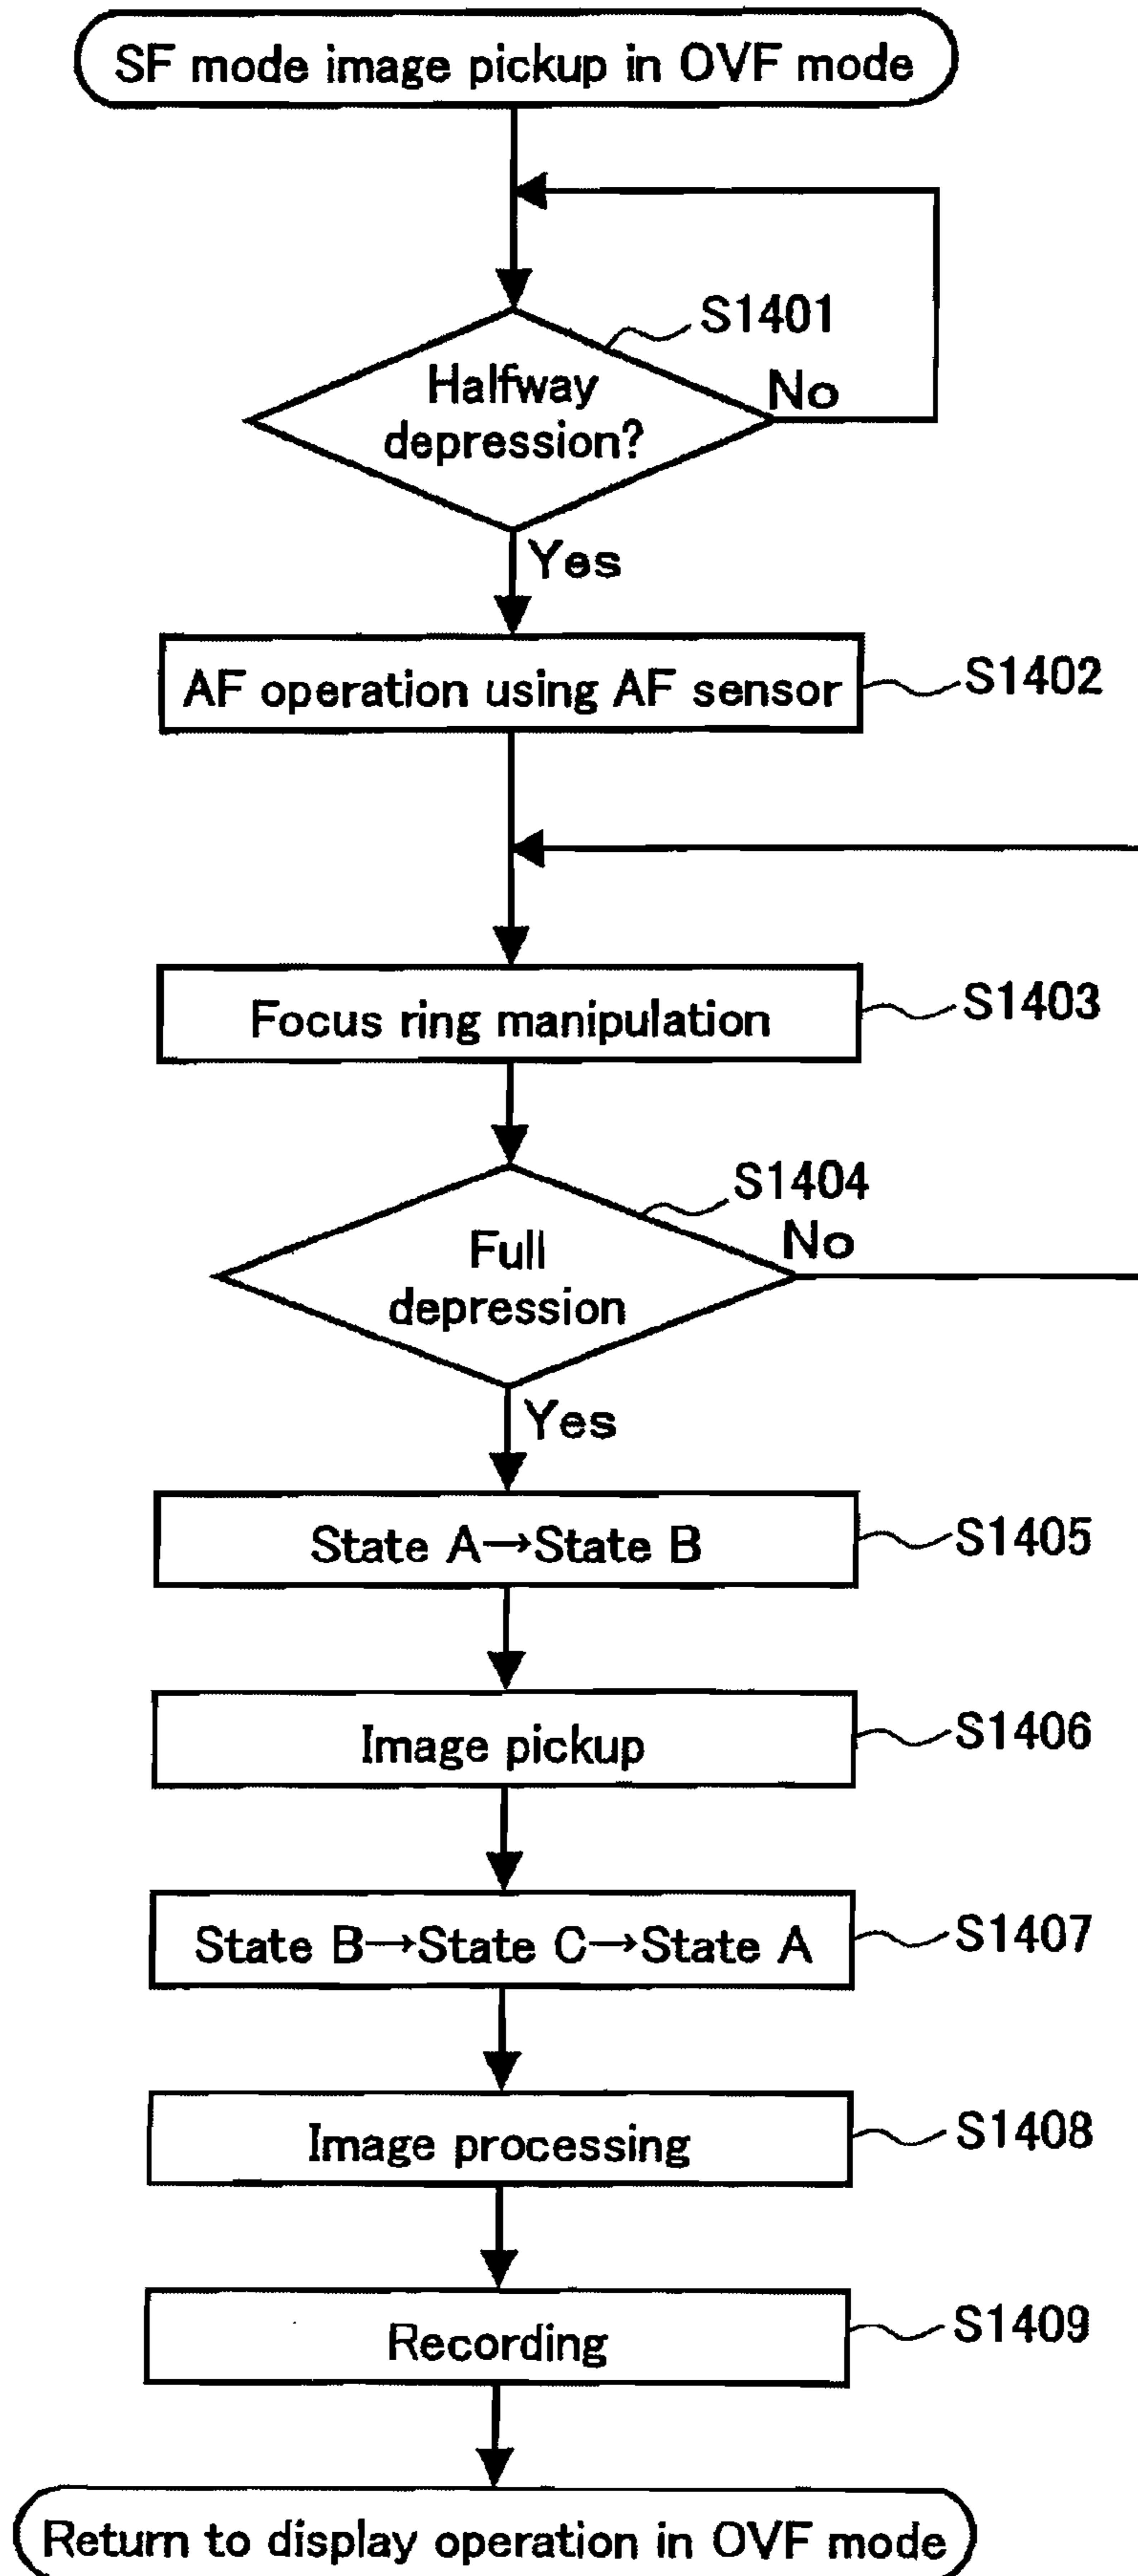 SF mode image pickup in OVF mode
S1401
Halfway
depression?
No
Yes
AF operation using AF sensor
S1402
Focus ring manipulation
S1403
S1404
Full
depression
No
Yes
State A→State B
S1405
Image pickup
S1406
State B→State C→State A
S1407
Image processing
S1408
Recording
S1409
Return to display operation in OVF mode